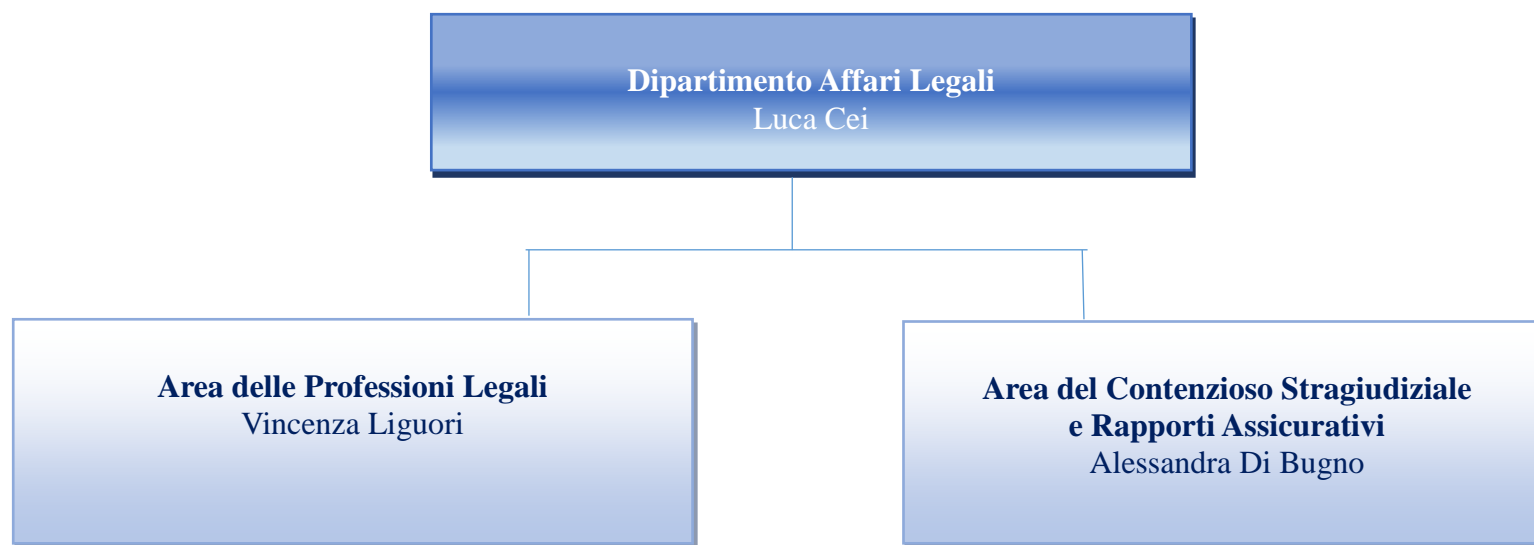 Dipartimento Affari Legali
Luca Cei
Area delle Professioni Legali
Vincenza Liguori
Area del Contenzioso Stragiudiziale
e Rapporti Assicurativi
Alessandra Di Bugno